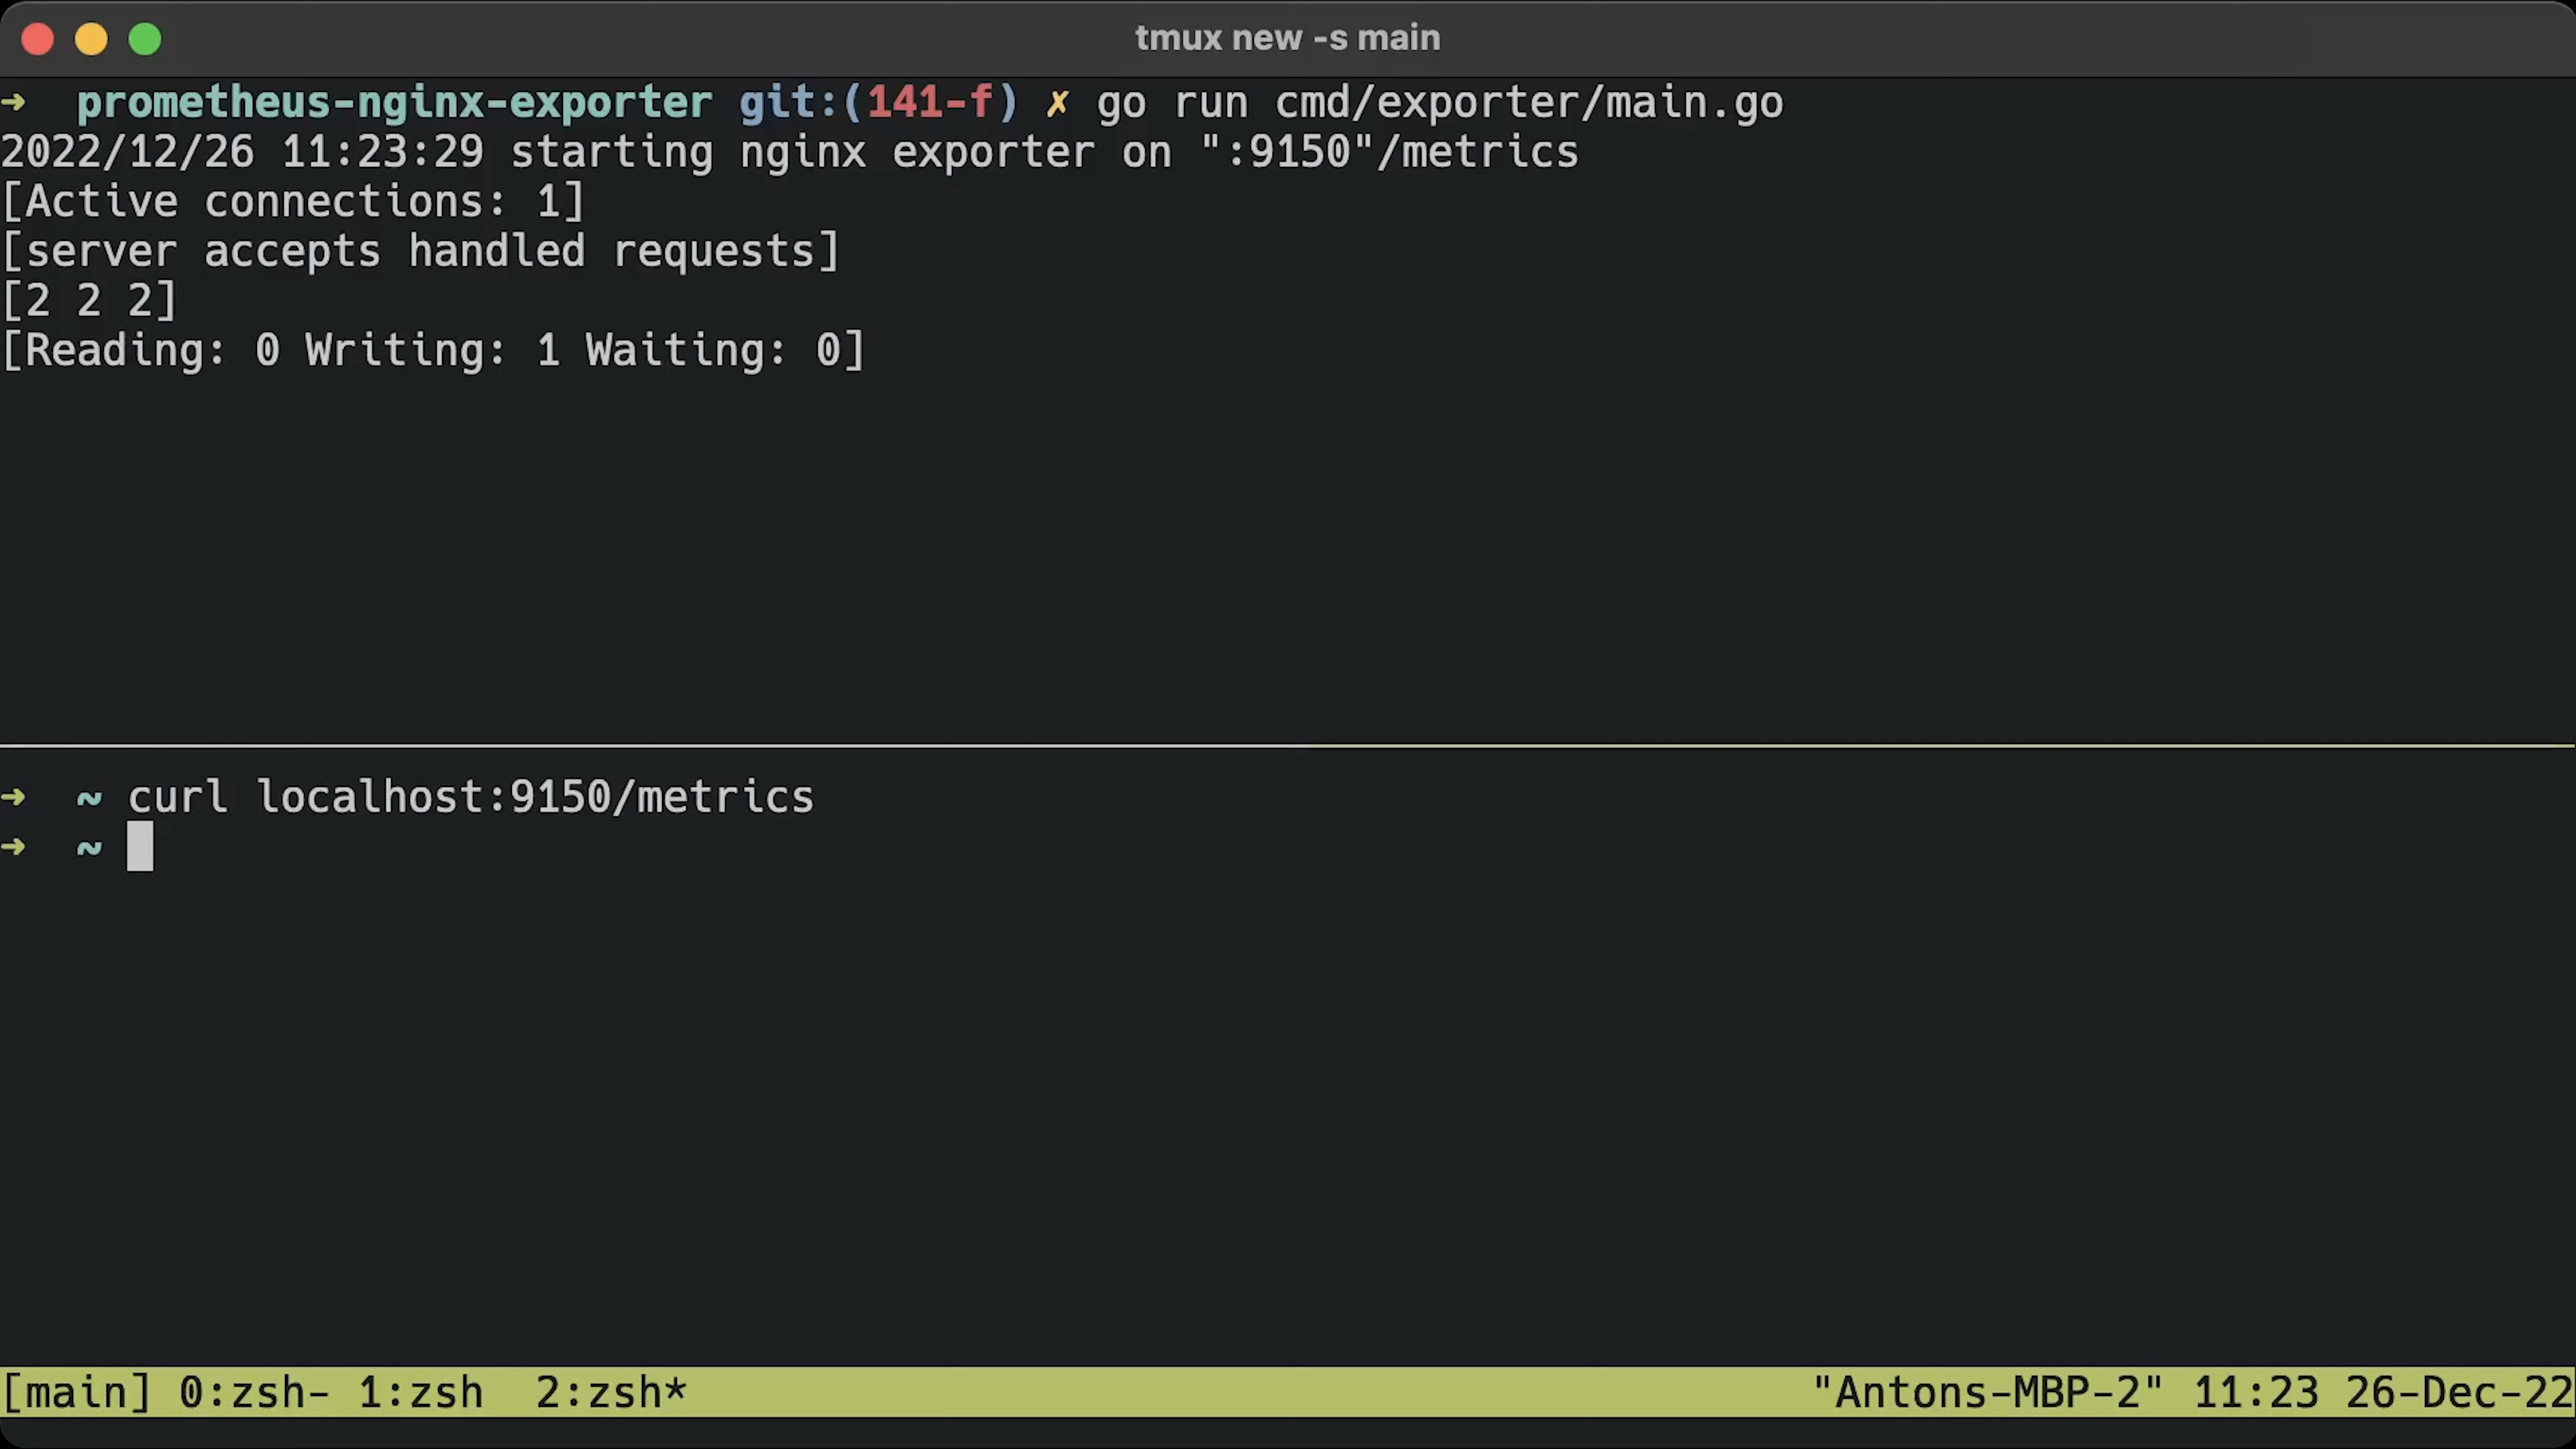 tmux new -s main
➜  prometheus-nginx-exporter git:(141-f) ✗ go run cmd/exporter/main.go
2022/12/26 11:23:29 starting nginx exporter on ":9150"/metrics
[Active connections: 1]
[server accepts handled requests]
[2 2 2]
[Reading: 0 Writing: 1 Waiting: 0]
➜  ~ curl localhost:9150/metrics
➜  ~
[main] 0:zsh- 1:zsh  2:zsh* "Antons-MBP-2" 11:23 26-Dec-22